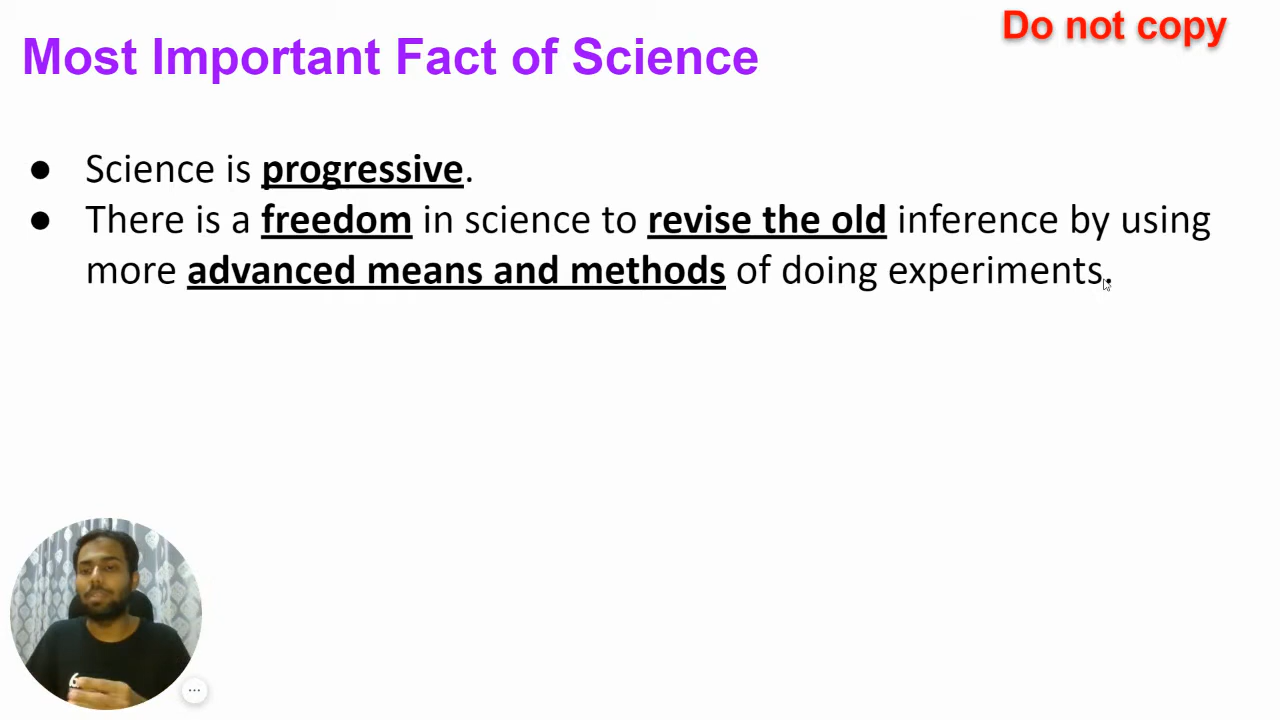 Do not copy
Most Important Fact of Science
● Science is progressive.
● There is a freedom in science to revise the old inference by using
more advanced means and methods of doing experiments.